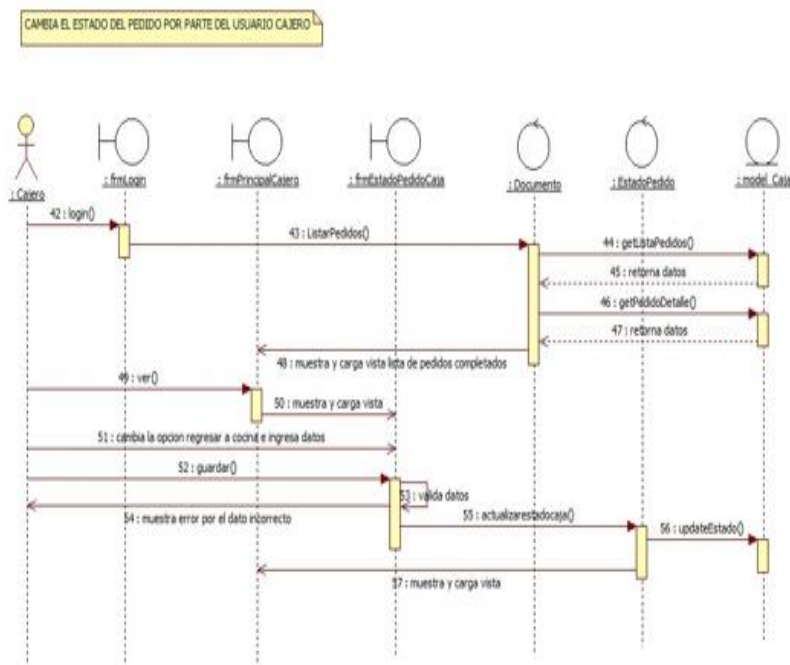 CAMBIA EL ESTADO DEL PEDIDO POR PARTE DEL USUARIO CAJERO
: Cajero
: frmLogin
: frmPrincipalCajero
: frmEstadoPedidoCaja
: Documento
: EstadoPedido
: model_Caja
42 : login()
43 : ListarPedidos()
44 : getListaPedidos()
45 : retorna datos
46 : getPedidoDetalle()
47 : retorna datos
48 : muestra y carga vista lista de pedidos completados
49 : ver()
50 : muestra y carga vista
51 : cambia la opcion regresar a cocina e ingresa datos
52 : guardar()
53 : valida datos
54 : muestra error por el dato incorrecto
55 : actualizarestadocaja()
56 : updateEstado()
57 : muestra y carga vista